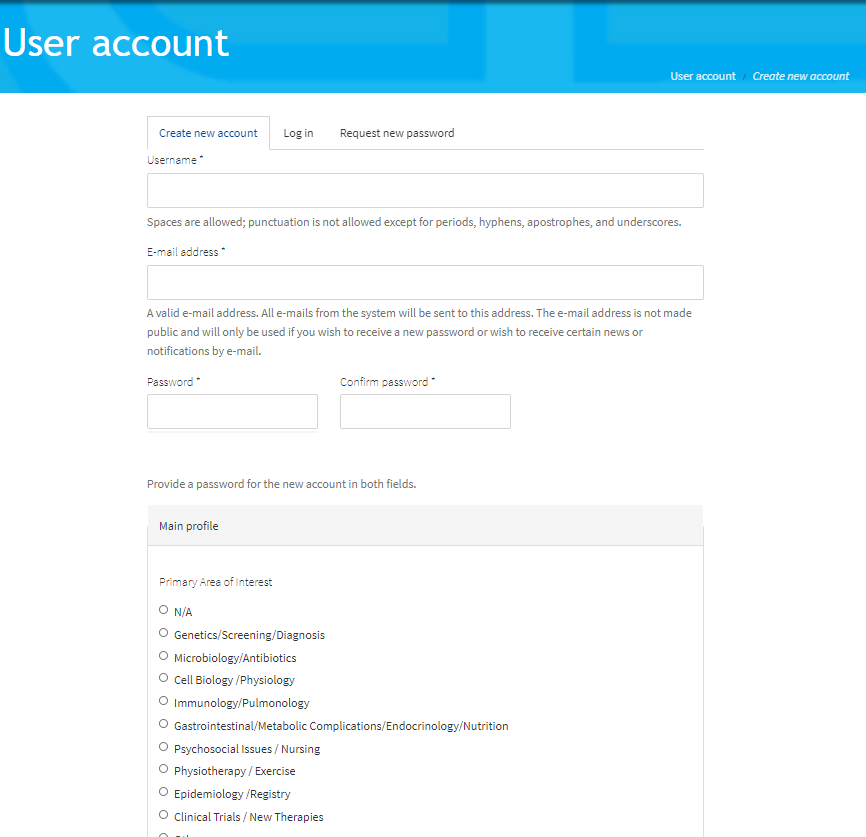 User account
User account / Create new account
Create new account Log in Request new password
Username *
Spaces are allowed; punctuation is not allowed except for periods, hyphens, apostrophes, and underscores.
E-mail address *
A valid e-mail address. All e-mails from the system will be sent to this address. The e-mail address is not made
public and will only be used if you wish to receive a new password or wish to receive certain news or
notifications by e-mail.
Password * Confirm password *
Provide a password for the new account in both fields.
Main profile
Primary Area of Interest
N/A
Genetics/Screening/Diagnosis
Microbiology/Antibiotics
Cell Biology /Physiology
Immunology/Pulmonology
Gastrointestinal/Metabolic Complications/Endocrinology/Nutrition
Psychosocial Issues / Nursing
Physiotherapy / Exercise
Epidemiology /Registry
Clinical Trials / New Therapies